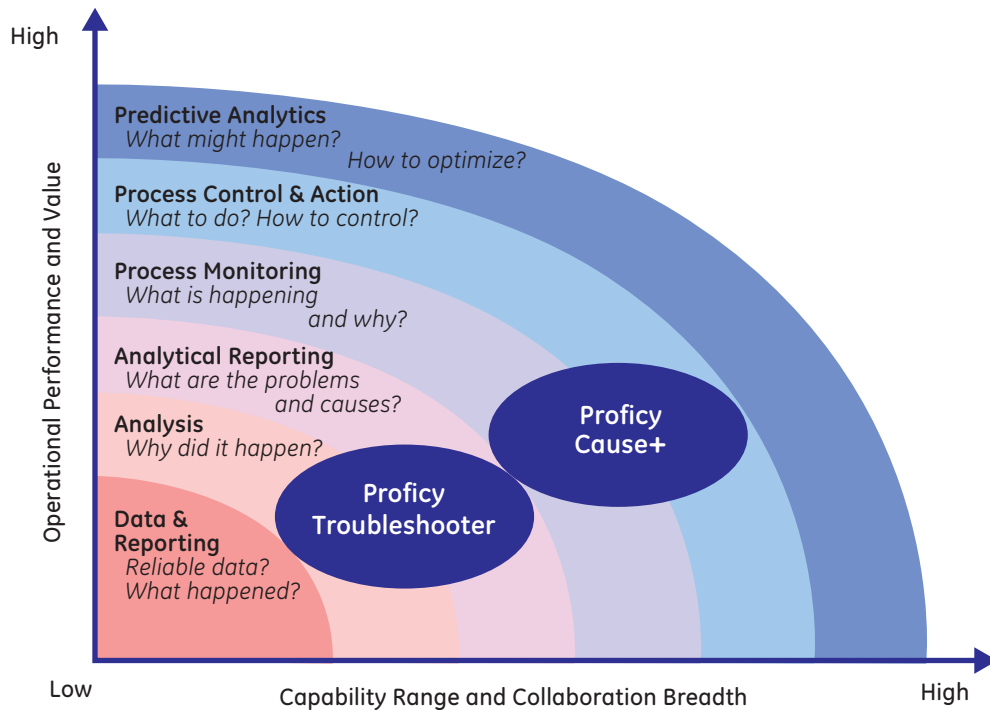 High
Operational Performance and Value
Predictive Analytics
What might happen?
How to optimize?
Process Control & Action
What to do? How to control?
Process Monitoring
What is happening
and why?
Analytical Reporting
What are the problems
and causes?
Analysis
Why did it happen?
Data &
Reporting
Reliable data?
What happened?
Proficy
Troubleshooter
Proficy
Cause+
Low
Capability Range and Collaboration Breadth
High